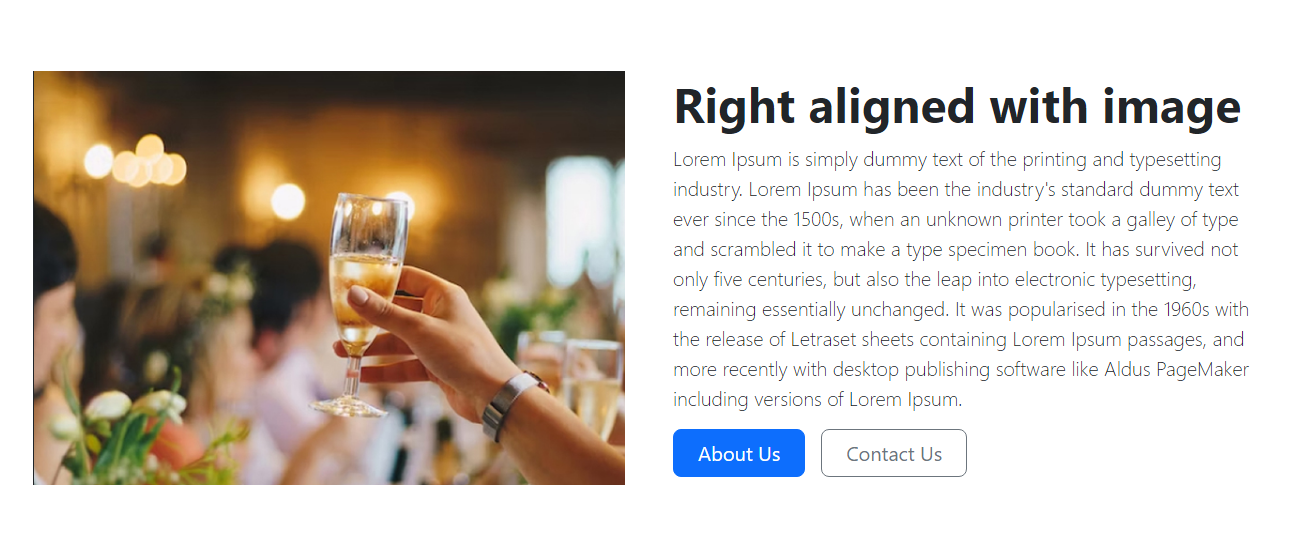 Right aligned with image
Lorem Ipsum is simply dummy text of the printing and typesetting
industry. Lorem Ipsum has been the industry's standard dummy text
ever since the 1500s, when an unknown printer took a galley of type
and scrambled it to make a type specimen book. It has survived not
only five centuries, but also the leap into electronic typesetting,
remaining essentially unchanged. It was popularised in the 1960s with
the release of Letraset sheets containing Lorem Ipsum passages, and
more recently with desktop publishing software like Aldus PageMaker
including versions of Lorem Ipsum.
About Us
Contact Us